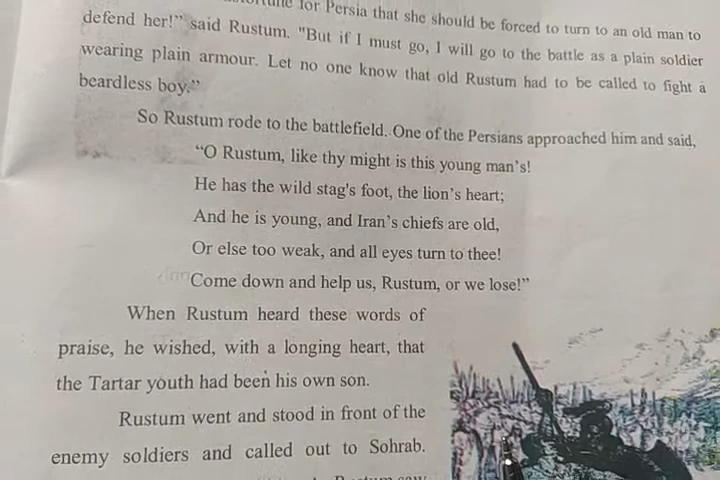 for Persia that she should be forced to turn to an old man to
defend her!” said Rustum. "But if I must go, I will go to the battle as a plain soldier
wearing plain armour. Let no one know that old Rustum had to be called to fight a
beardless boy.”
So Rustum rode to the battlefield. One of the Persians approached him and said,
“O Rustum, like thy might is this young man’s!
He has the wild stag's foot, the lion’s heart;
And he is young, and Iran’s chiefs are old,
Or else too weak, and all eyes turn to thee!
Come down and help us, Rustum, or we lose!”
When Rustum heard these words of
praise, he wished, with a longing heart, that
the Tartar youth had been his own son.
Rustum went and stood in front of the
enemy soldiers and called out to Sohrab.